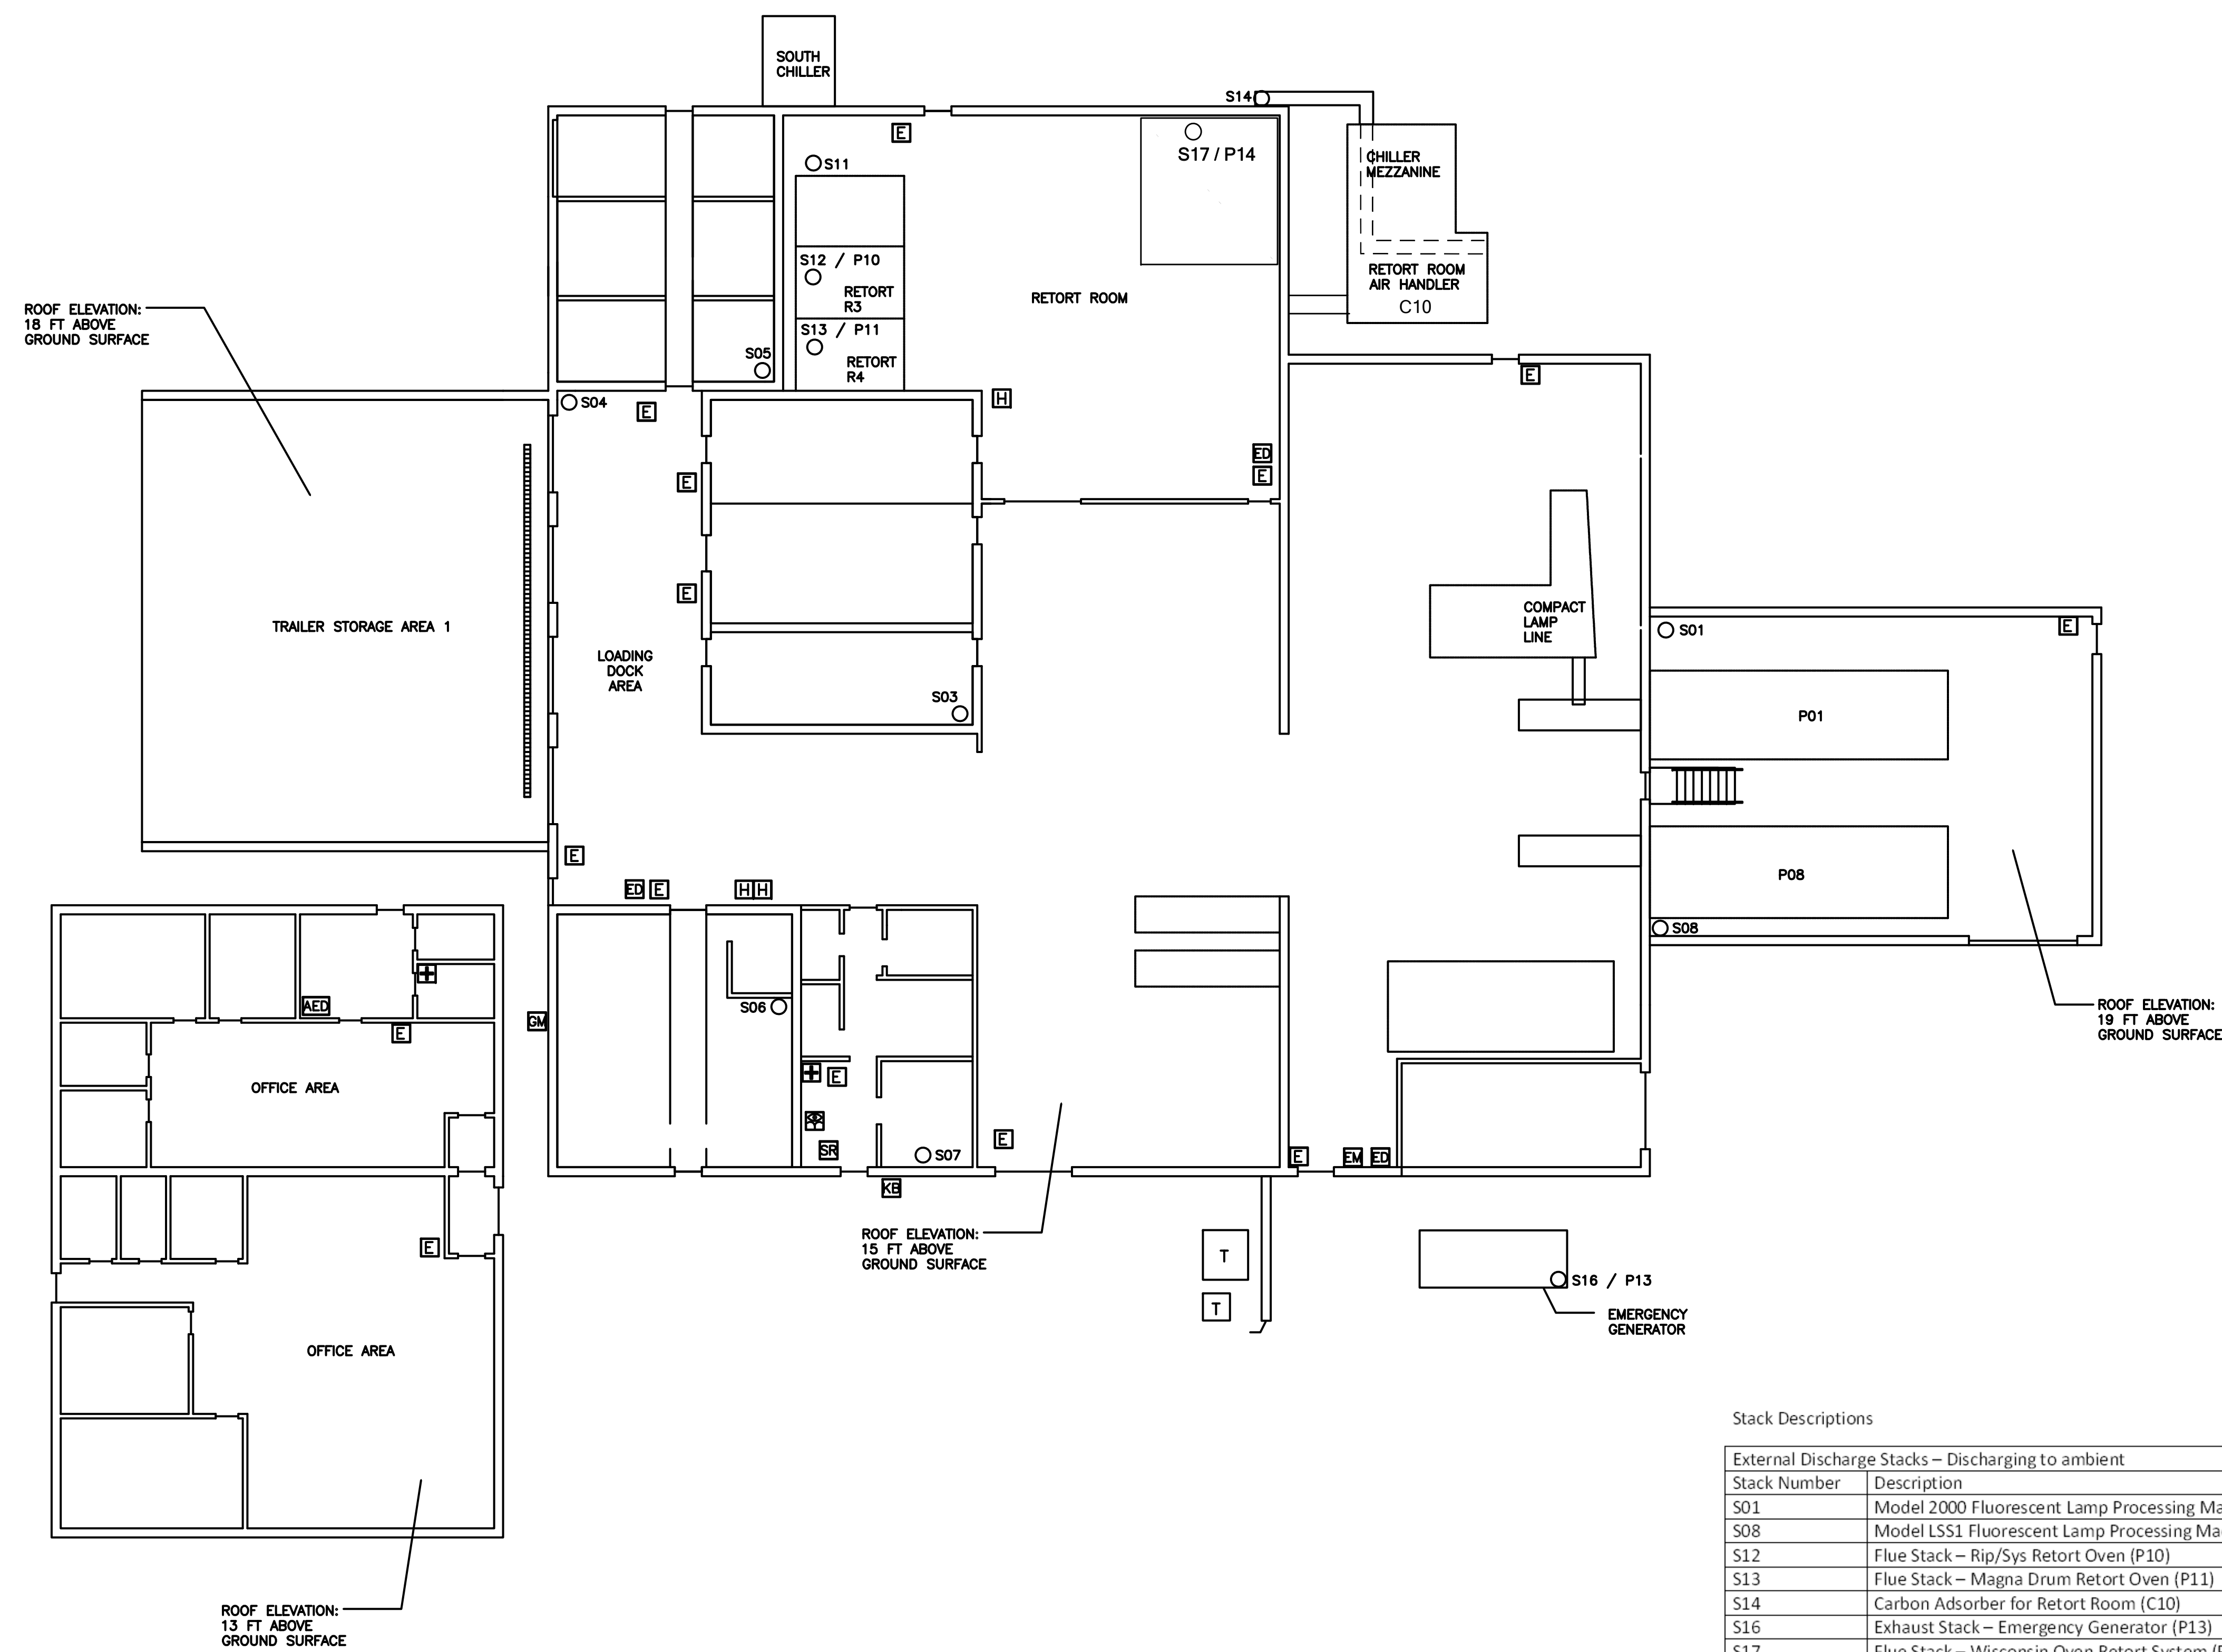 SOUTH
CHILLER
S14
E
S11
S17 / P14
CHILLER
MEZZANINE
S12 / P10
RETORT
R3
RETORT ROOM
RETORT ROOM
AIR HANDLER
C10
ROOF ELEVATION:
18 FT ABOVE
GROUND SURFACE
S13 / P11
RETORT
R4
S05
E
S04
E
H
ED
E
E
E
COMPACT
LAMP
LINE
TRAILER STORAGE AREA 1
S01
E
LOADING
DOCK
AREA
S03
P01
E
P08
ED E
H H
S08
AED
S06
GM
E
ROOF ELEVATION:
19 FT ABOVE
GROUND SURFACE
OFFICE AREA
E
SR
S07
E
E
EM ED
KB
ROOF ELEVATION:
15 FT ABOVE
GROUND SURFACE
E
T
T
S16 / P13
EMERGENCY
GENERATOR
OFFICE AREA
ROOF ELEVATION:
13 FT ABOVE
GROUND SURFACE
Stack Descriptions
External Discharge Stacks – Discharging to ambient
Stack Number Description
S01 Model 2000 Fluorescent Lamp Processing
S08 Model LSS1 Fluorescent Lamp Processing
S12 Flue Stack – Rip/Sys Retort Oven (P10)
S13 Flue Stack – Magna Drum Retort Oven (P11)
S14 Carbon Adsorber for Retort Room (C10)
S16 Exhaust Stack – Emergency Generator (P13)
S17 Flue Stack – Wisconsin Oven Retort System